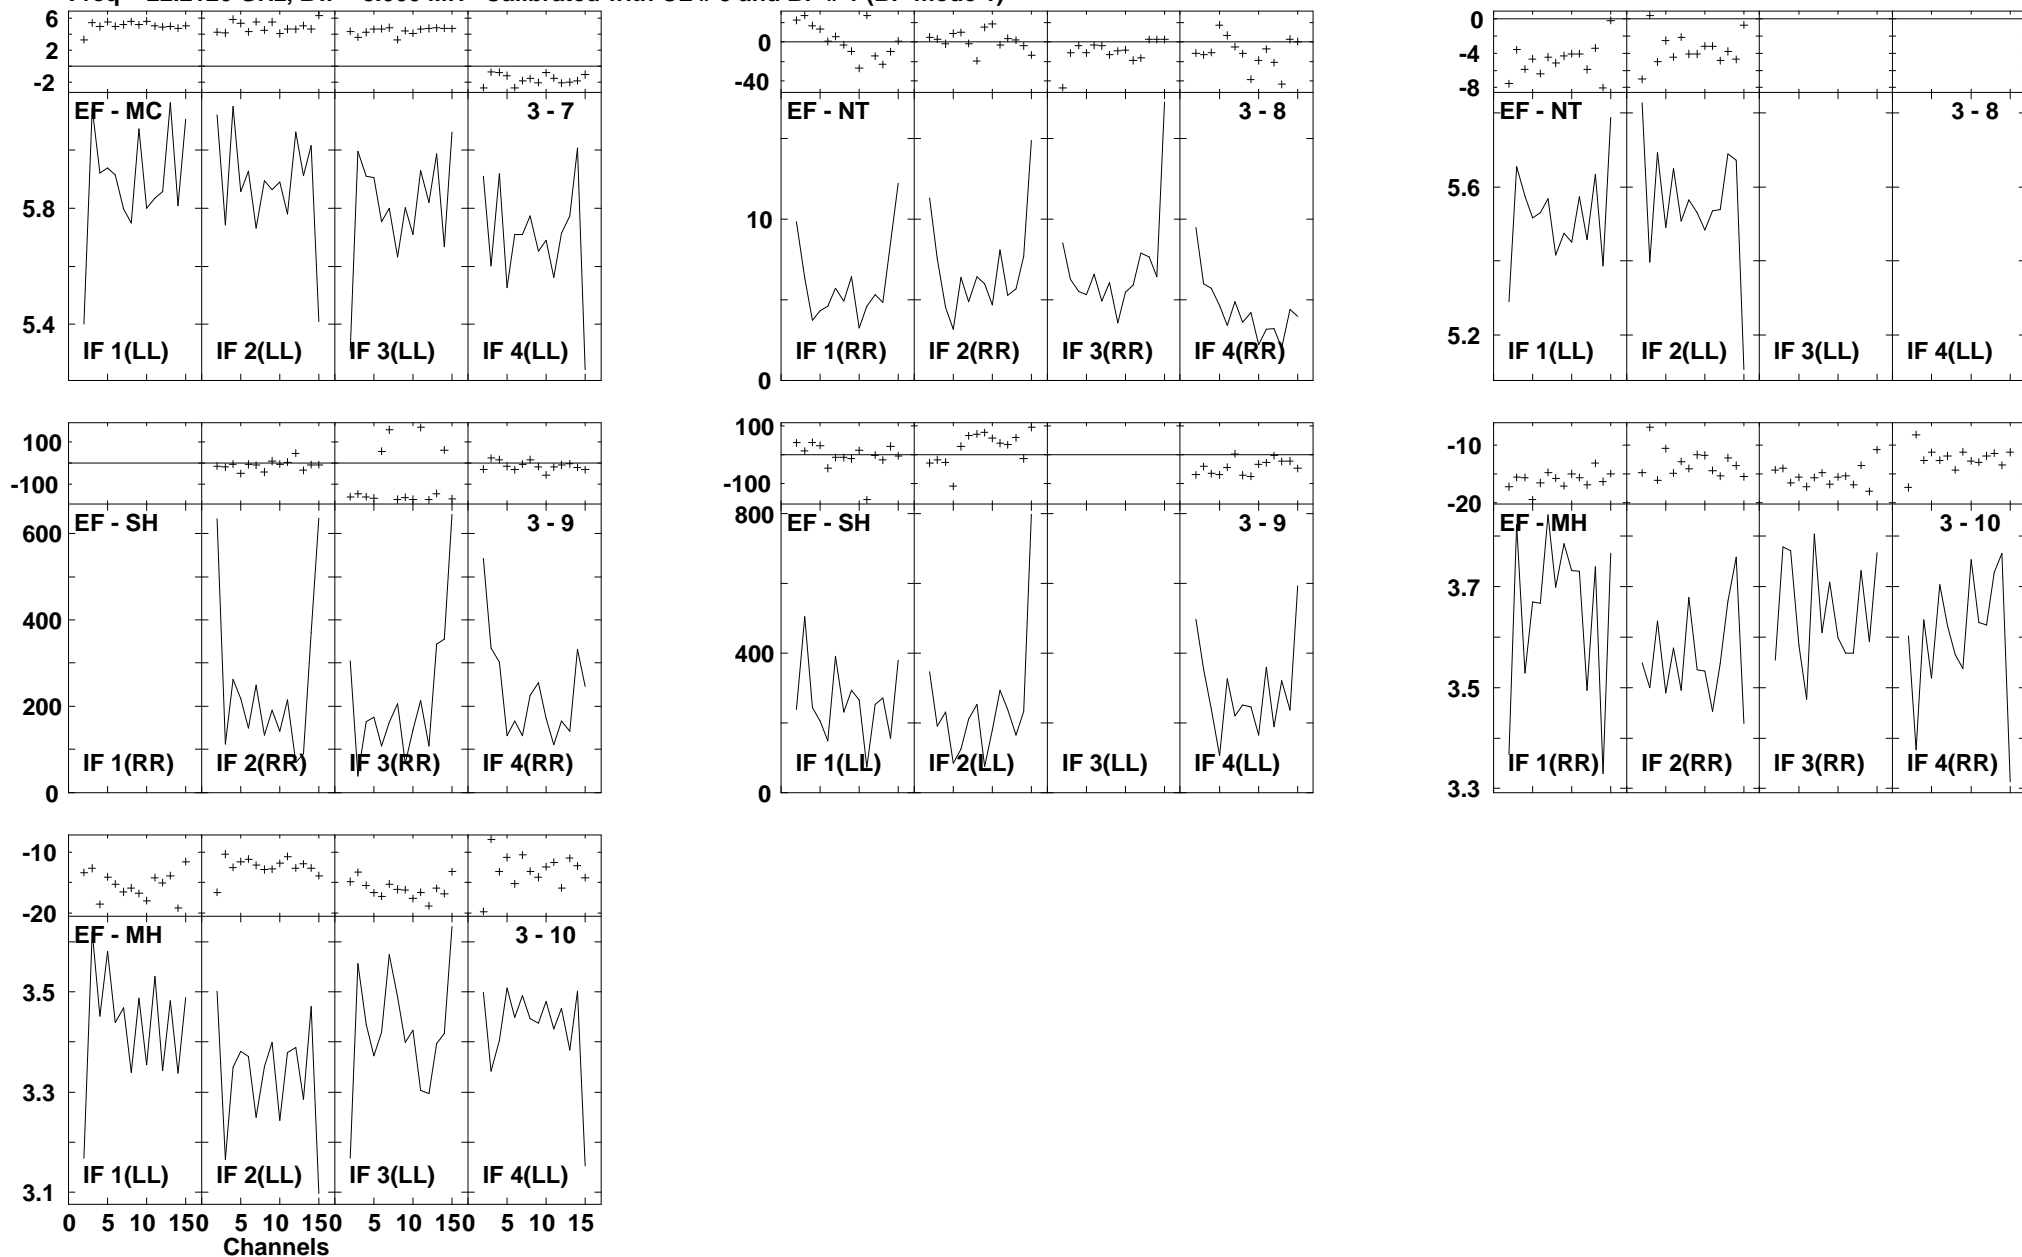 6
2
-2
EF - MC
3 - 7
5.8
5.4
IF 1(LL)
IF 2(LL)
IF 3(LL)
IF 4(LL)
0
-40
EF - NT
3 - 8
10
0
IF 1(RR)
IF 2(RR)
IF 3(RR)
IF 4(RR)
0
-4
-8
EF - NT
3 - 8
5.6
5.2
IF 1(LL)
IF 2(LL)
IF 3(LL)
IF 4(LL)
100
-100
EF - SH
3 - 9
600
400
200
0
IF 1(RR)
IF 2(RR)
IF 3(RR)
IF 4(RR)
100
-100
EF - SH
3 - 9
800
400
0
IF 1(LL)
IF 2(LL)
IF 3(LL)
IF 4(LL)
-10
-20
EF - MH
3 - 10
3.7
3.5
3.3
IF 1(RR)
IF 2(RR)
IF 3(RR)
IF 4(RR)
-10
-20
EF - MH
3 - 10
3.5
3.3
3.1
IF 1(LL)
IF 2(LL)
IF 3(LL)
IF 4(LL)
0 5 10 15 0 5 10 15 0 5 10 15 0 5 10 15
Channels